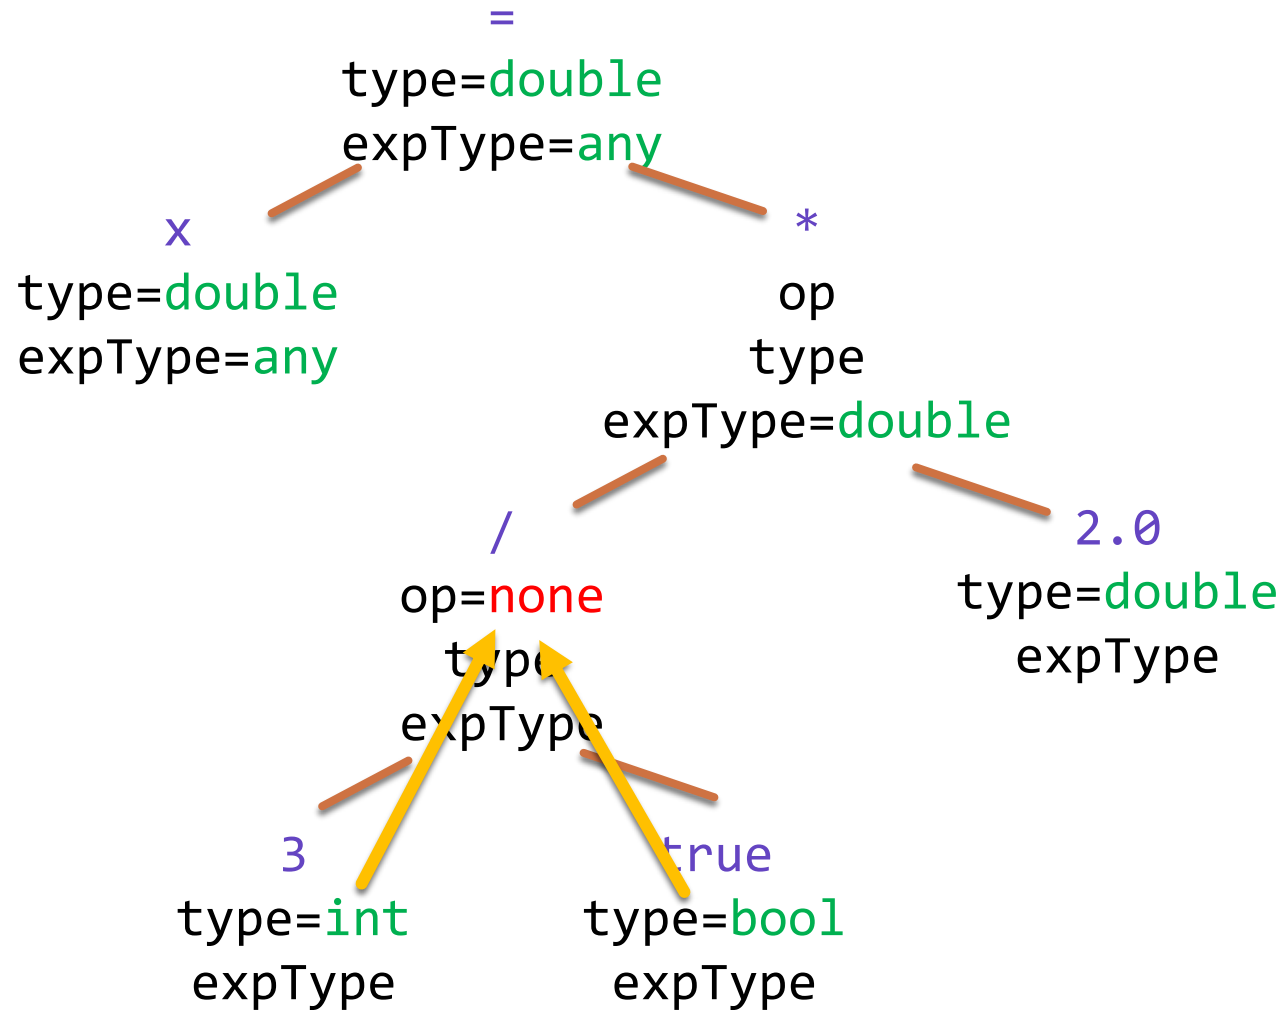 =
type=double
expType=any
x
type=double
expType=any
*
op
type
expType=double
/
op=none
type
expType
2.0
type=double
expType
3
type=int
expType
true
type=bool
expType